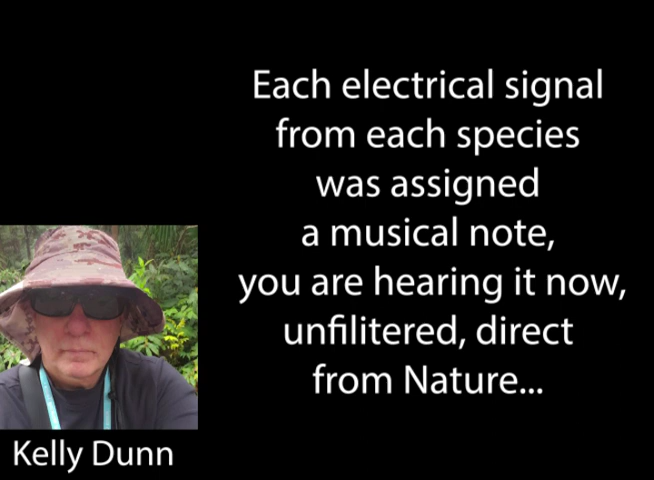 Each electrical signal
from each species
was assigned
a musical note,
you are hearing it now,
unfilitered, direct
from Nature...
Kelly Dunn